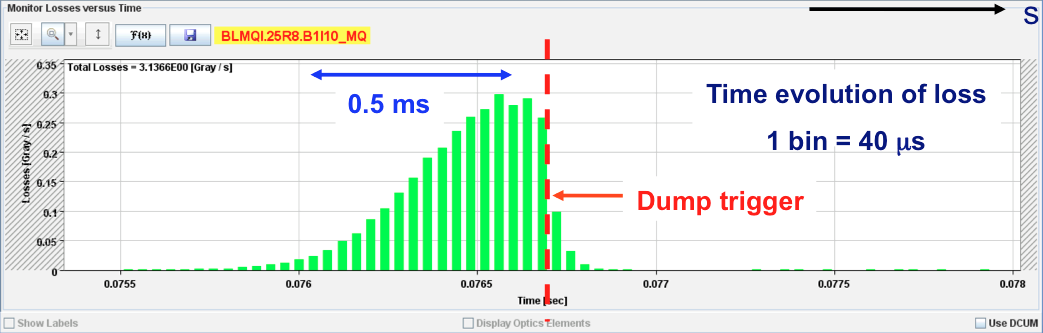 Monitor Losses versus Time
S
F(x)
BLMQI.25R8.B1I10_MQ
Total Losses = 3.1366E00 [Gray / s]
0.5 ms
Time evolution of loss
1 bin = 40 μs
Dump trigger
Losses [Gray / s]
0.35
0.3
0.25
0.2
0.15
0.1
0.05
0
0.0755
0.076
0.0765
0.077
0.0775
0.078
Time [sec]
Show Labels
Display Optics Elements
Use DCUM